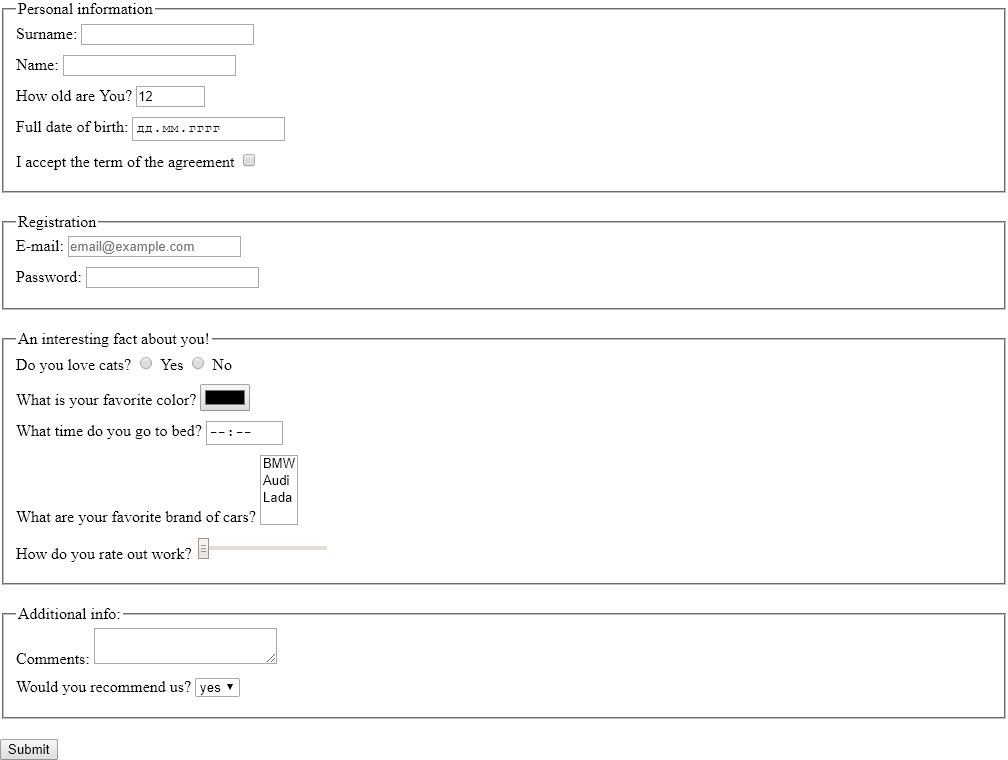 Personal information
Surname:
Name:
How old are You? 12
Full date of birth: дд.мм.гггг
I accept the term of the agreement
Registration
E-mail: email@example.com
Password:
An interesting fact about you!
Do you love cats? Yes No
What is your favorite color?
What time do you go to bed? --:--
BMW
Audi
Lada
What are your favorite brand of cars?
How do you rate out work?
Additional info:
Comments:
Would you recommend us? yes
Submit